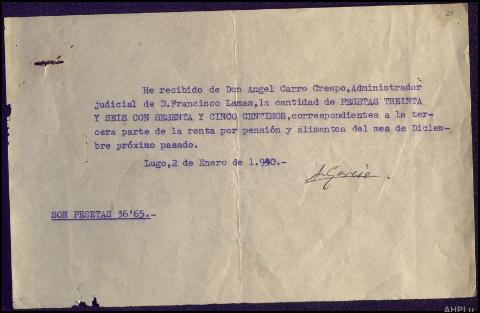 He recibido de Don Angel Carro Crespo,Administrador
judicial de D.Francisco Lamas,la cantidad de PESETAS TREINTA
Y SEIS CON SESENTA Y CINCO CENTIMOS,correspondientes a la ter-
cera parte de la renta por pensión y alimentos del mes de Diciem-
bre próximo pasado.
Lugo,2 de Enero de 1.940.-
García
SON PESETAS 36'65.-
AHPLu